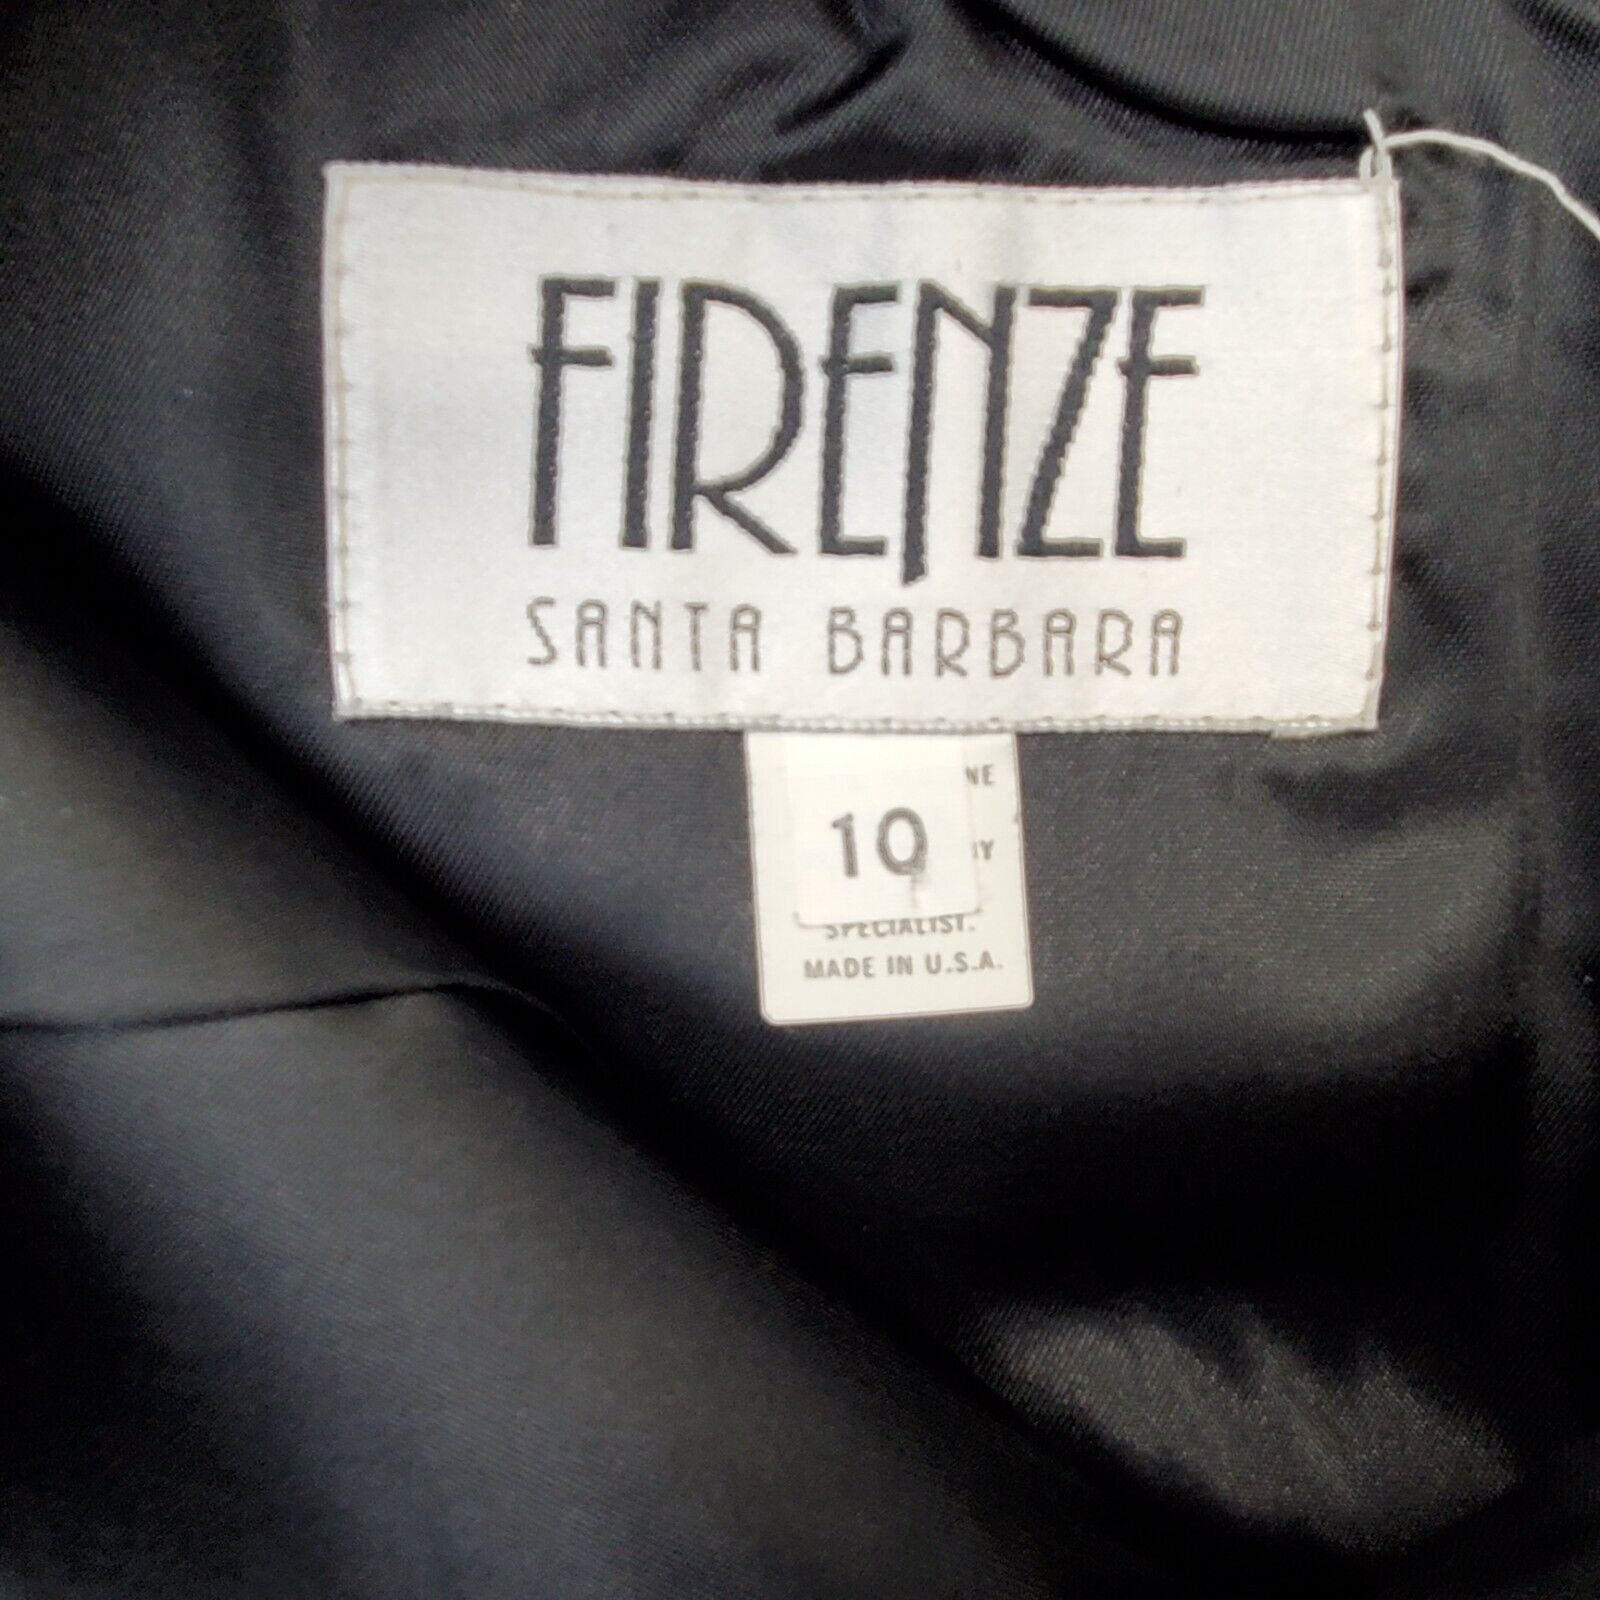 FIRENZE
SANTA BARBARA
10
SPECIALIST.
MADE IN U.S.A.